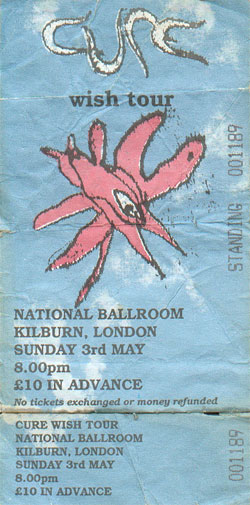 CURE
wish tour
STANDING 001189
NATIONAL BALLROOM
KILBURN, LONDON
SUNDAY 3rd MAY
8.00pm
£10 IN ADVANCE
No tickets exchanged or money refunded
CURE WISH TOUR
NATIONAL BALLROOM
KILBURN, LONDON
SUNDAY 3rd MAY
8.00pm
£10 IN ADVANCE
001189